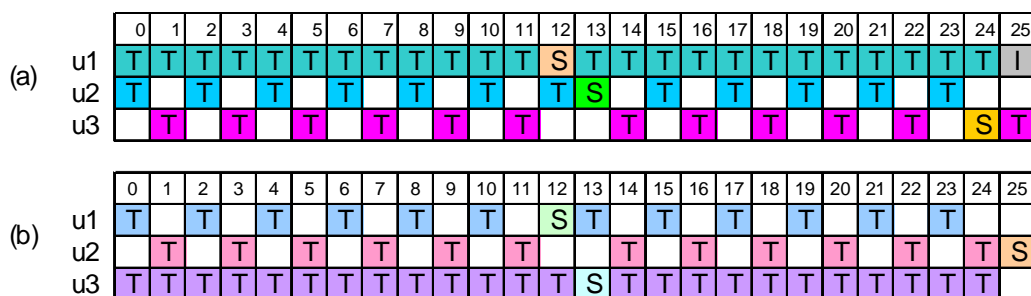 0 1 2 3 4 5 6 7 8 9 10 11 12 13 14 15 16 17 18 19 20 21 22 23 24 25
(a)
u1 T T T T T T T T T T T T S T T T T T T T T T T T T I
u2 T T T T T T T S T T T T T
u3 T T T T T T T T T T T S T
0 1 2 3 4 5 6 7 8 9 10 11 12 13 14 15 16 17 18 19 20 21 22 23 24 25
(b)
u1 T T T T T T S T T T T T T
u2 T T T T T T T T T T T T S
u3 T T T T T T T T T T T T T S T T T T T T T T T T T